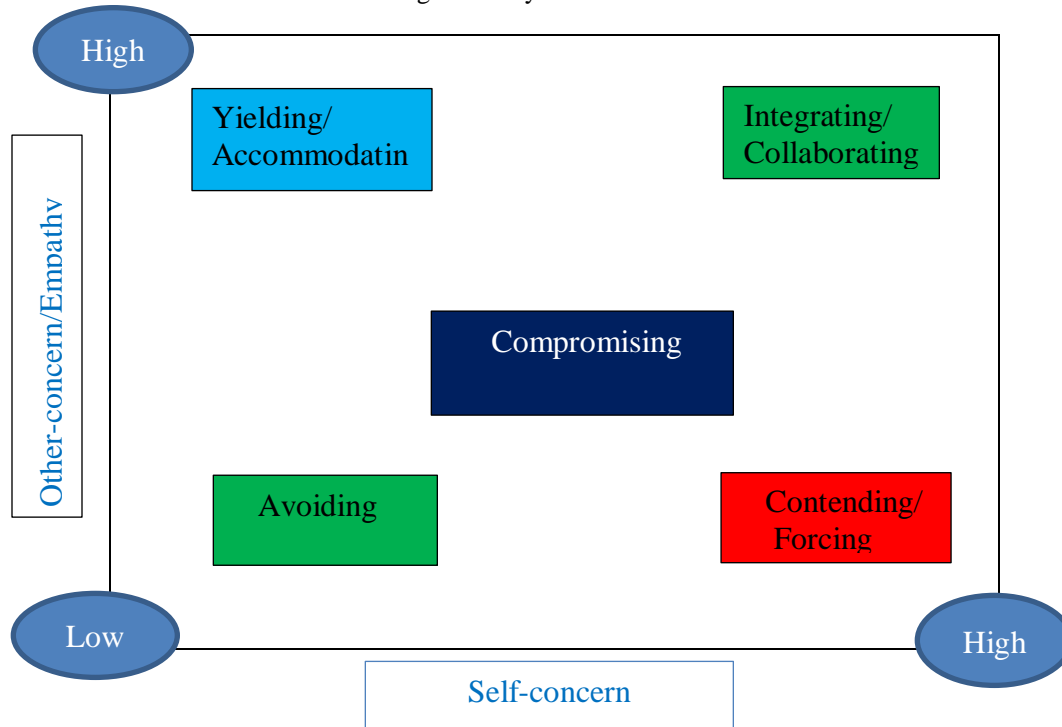 High
Yielding/
Accommodatin
Integrating/
Collaborating
Other-concern/Empathy
Compromising
Avoiding
Contending/
Forcing
Low
High
Self-concern